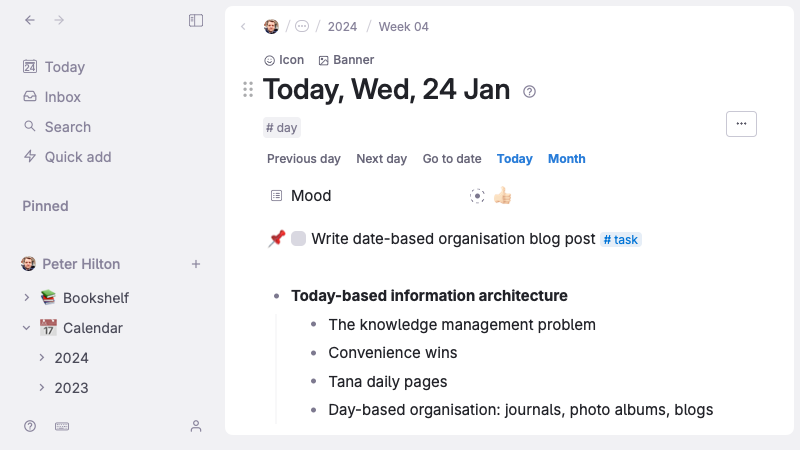 24 Today
Inbox
Search
Quick add
Pinned
Peter Hilton
Bookshelf
Calendar
2024
2023
2024 / Week 04
Icon Banner
Today, Wed, 24 Jan
# day
Previous day Next day Go to date Today Month
Mood
Write date-based organisation blog post # task
Today-based information architecture
The knowledge management problem
Convenience wins
Tana daily pages
Day-based organisation: journals, photo albums, blogs